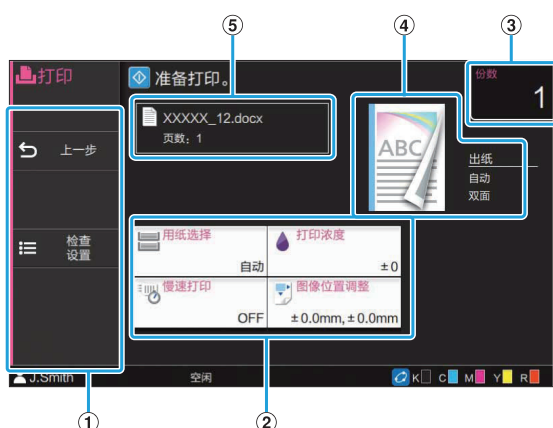 ⑤
④
③
打印
准备打印。
份数
1
XXXXX_12.docx
页数：1
上一步
检查
设置
ABC
出纸
自动
双面
用纸选择
自动
打印浓度
±0
慢速打印
OFF
图像位置调整
±0.0mm,±0.0mm
J.Smith
空闲
K C M Y R
①
②